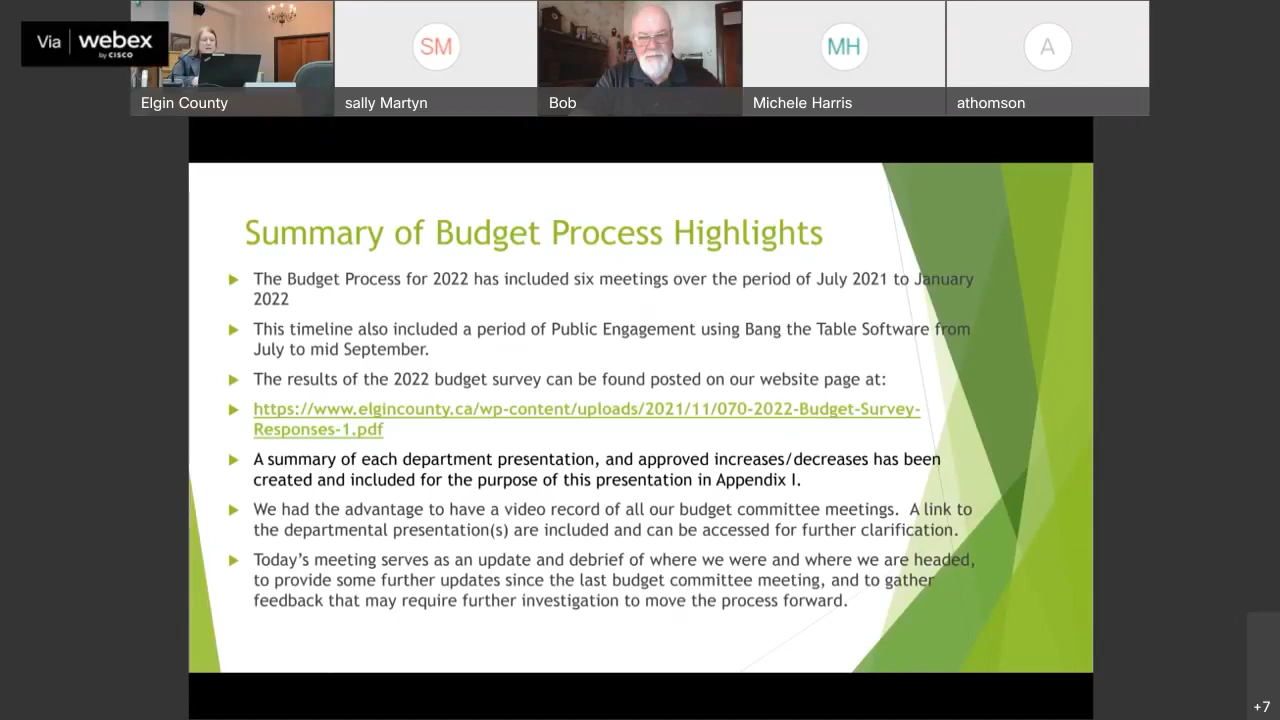 Via webex
by CISCO
SM
MH
A
Elgin County
sally Martyn
Bob
Michele Harris
athomson
Summary of Budget Process Highlights
The Budget Process for 2022 has included six meetings over the period of July 2021 to January
2022
This timeline also included a period of Public Engagement using Bang the Table Software from
July to mid September.
The results of the 2022 budget survey can be found posted on our website page at:
https://www.elgincounty.ca/wp-content/uploads/2021/11/070-2022-Budget-Survey-
Responses-1.pdf
A summary of each department presentation, and approved increases/decreases has been
created and included for the purpose of this presentation in Appendix I.
We had the advantage to have a video record of all our budget committee meetings.  A link to
the departmental presentation(s) are included and can be accessed for further clarification.
Today's meeting serves as an update and debrief of where we were and where we are headed,
to provide some further updates since the last budget committee meeting, and to gather
feedback that may require further investigation to move the process forward.
+7